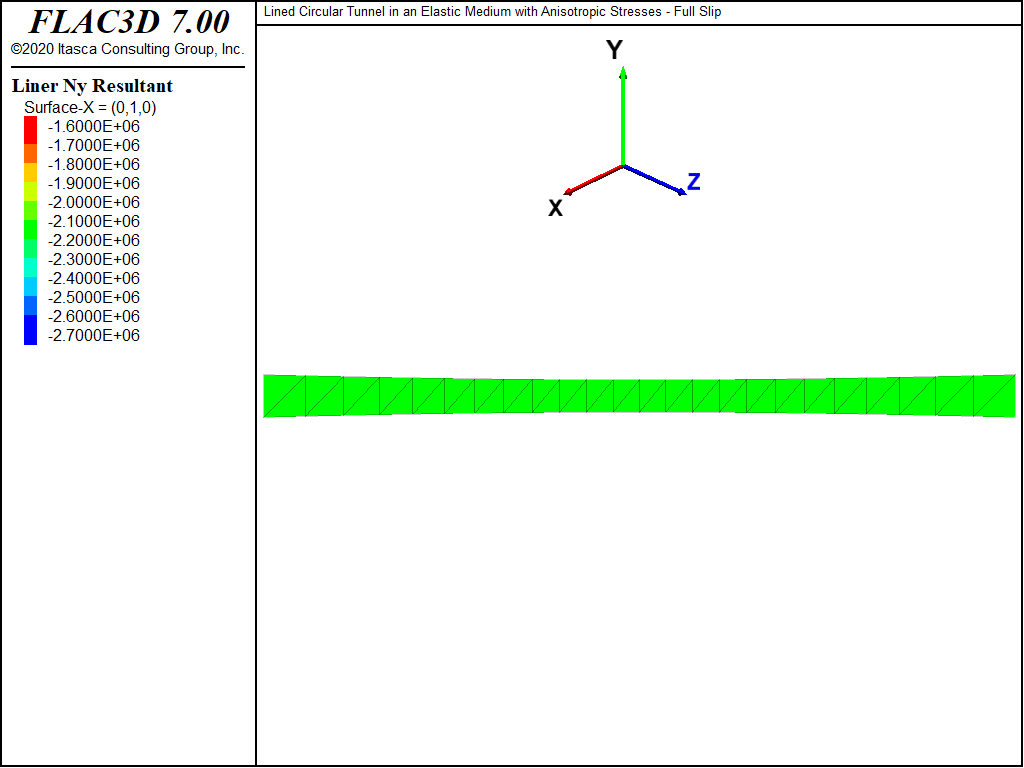 FLAC3D 7.00
©2020 Itasca Consulting Group, Inc.
Liner Ny Resultant
Surface-X = (0,1,0)
-1.6000E+06
-1.7000E+06
-1.8000E+06
-1.9000E+06
-2.0000E+06
-2.1000E+06
-2.2000E+06
-2.3000E+06
-2.4000E+06
-2.5000E+06
-2.6000E+06
-2.7000E+06
Lined Circular Tunnel in an Elastic Medium with Anisotropic Stresses - Full Slip
Y
Z
X